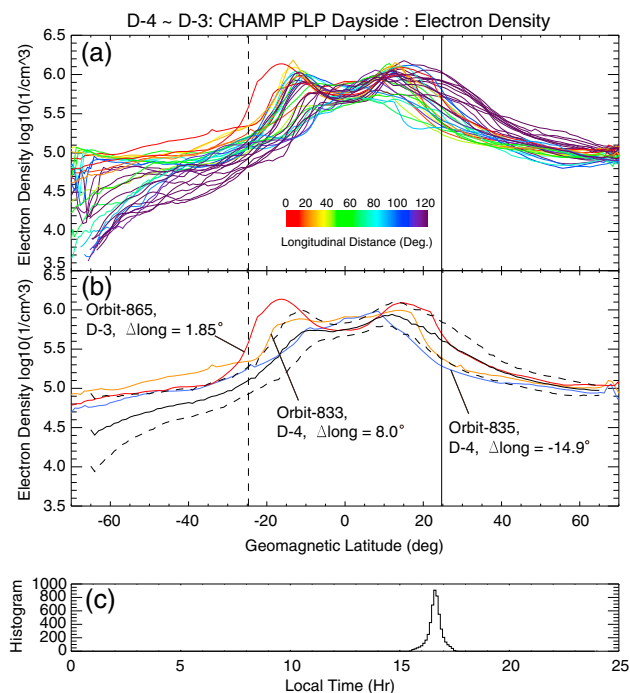 D-4 ~ D-3: CHAMP PLP Dayside : Electron Density
(a)
Electron Density log10(1/cm^3)
6.5
6.0
5.5
5.0
4.5
4.0
3.5
0 20 40 60 80 100 120
Longitudinal Distance (Deg.)
(b)
Electron Density log10(1/cm^3)
6.5
6.0
5.5
5.0
4.5
4.0
3.5
Orbit-865,
D-3, Δlong = 1.85°
Orbit-833,
D-4, Δlong = 8.0°
Orbit-835,
D-4, Δlong = -14.9°
-60 -40 -20 0 20 40 60
Geomagnetic Latitude (deg)
(c)
Histogram
1000
800
600
400
200
0
0 5 10 15 20 25
Local Time (Hr)